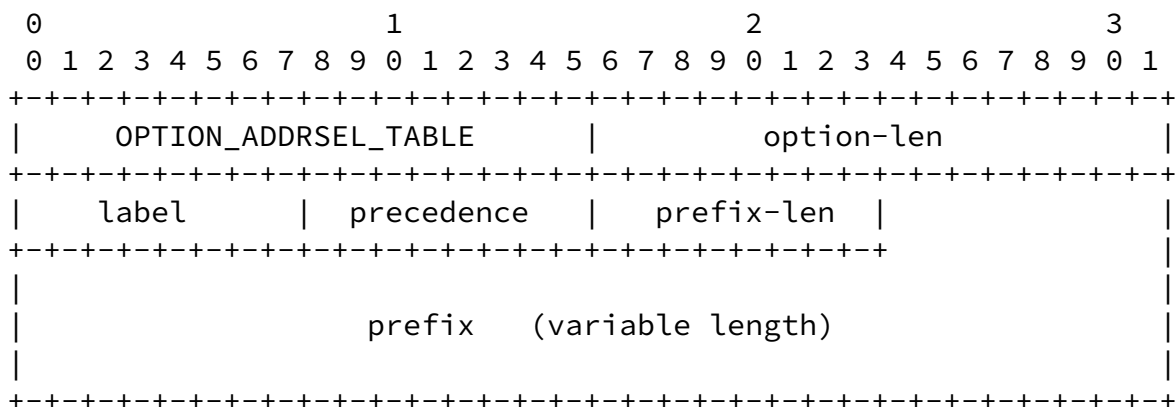 0                   1                   2                   3
 0 1 2 3 4 5 6 7 8 9 0 1 2 3 4 5 6 7 8 9 0 1 2 3 4 5 6 7 8 9 0 1
+-+-+-+-+-+-+-+-+-+-+-+-+-+-+-+-+-+-+-+-+-+-+-+-+-+-+-+-+-+-+-+-+
|     OPTION_ADDRSEL_TABLE      |         option-len            |
+-+-+-+-+-+-+-+-+-+-+-+-+-+-+-+-+-+-+-+-+-+-+-+-+-+-+-+-+-+-+-+-+
|    label      |  precedence   |   prefix-len  |               |
+-+-+-+-+-+-+-+-+-+-+-+-+-+-+-+-+-+-+-+-+-+-+-+-+               |
|                                                               |
|                   prefix   (variable length)                  |
|                                                               |
+-+-+-+-+-+-+-+-+-+-+-+-+-+-+-+-+-+-+-+-+-+-+-+-+-+-+-+-+-+-+-+-+